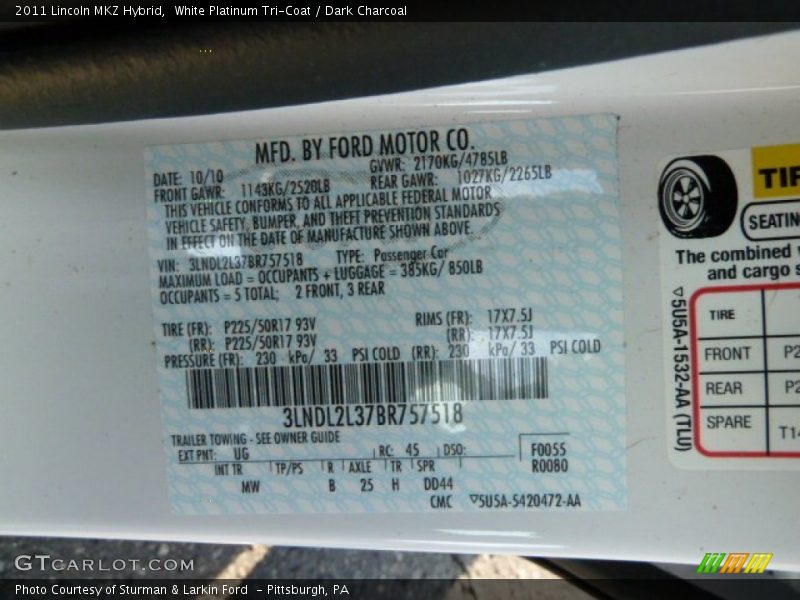 2011 Lincoln MKZ Hybrid,  White Platinum Tri-Coat / Dark Charcoal
MFD. BY FORD MOTOR CO.
DATE: 10/10 GVWR: 2170KG/4785LB
FRONT GAWR: 1143KG/2520LB REAR GAWR: 1027KG/2265LB
THIS VEHICLE CONFORMS TO ALL APPLICABLE FEDERAL MOTOR
VEHICLE SAFETY, BUMPER, AND THEFT PREVENTION STANDARDS
IN EFFECT ON THE DATE OF MANUFACTURE SHOWN ABOVE.
VIN: 3LNDL2L37BR757518 TYPE: Passenger Car
MAXIMUM LOAD = OCCUPANTS + LUGGAGE = 385KG/ 850LB
OCCUPANTS = 5 TOTAL; 2 FRONT, 3 REAR
TIRE (FR): P225/50R17 93V RIMS (FR): 17X7.5J
(RR): P225/50R17 93V (RR): 17X7.5J
PRESSURE (FR): 230 kPa/ 33 PSI COLD (RR): 230 kPa/ 33 PSI COLD
3LNDL2L37BR757518
TRAILER TOWING - SEE OWNER GUIDE
EXT PNT: UG RC: 45 DSO: F0055
INT TR TP/PS R AXLE TR SPR R0080
MW B 25 H DD44
CMC ▽5U5A-5420472-AA
TIR
SEATIN
The combined
and cargo s
▽5U5A-1532-AA (TLU)
TIRE
FRONT P2
REAR P2
SPARE T14
GTCARLOT.COM
Photo Courtesy of Sturman & Larkin Ford  - Pittsburgh, PA